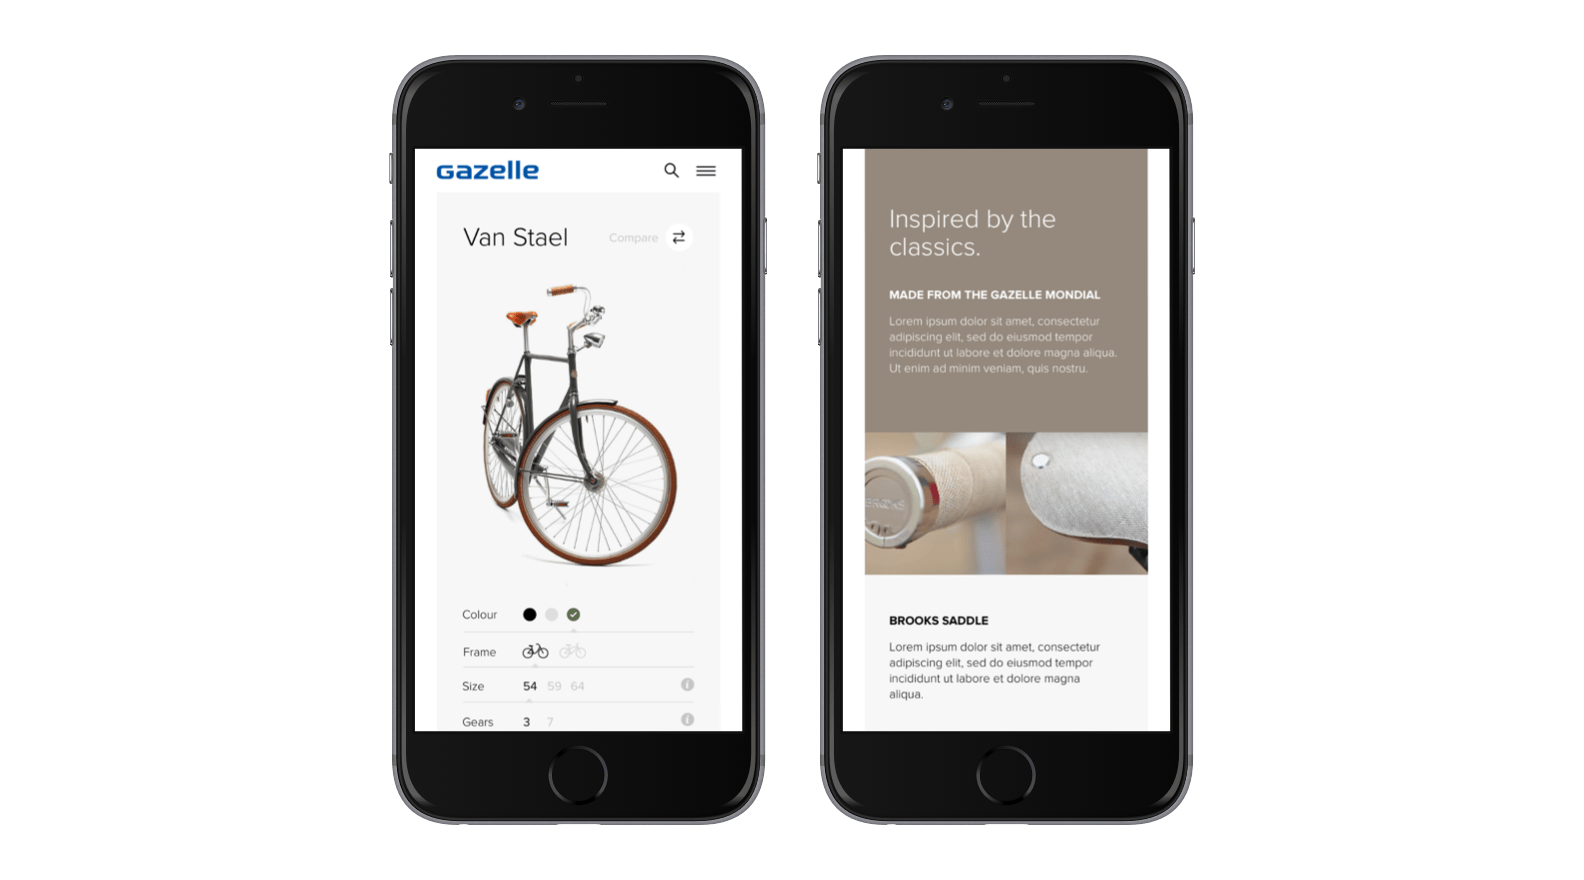 Gazelle
Van Stael
Compare
Colour
Frame
Size 54 59 64
Gears 3 7
Inspired by the
classics.
MADE FROM THE GAZELLE MONDIAL
Lorem ipsum dolor sit amet, consectetur
adipiscing elit, sed do eiusmod tempor
incididunt ut labore et dolore magna aliqua.
Ut enim ad minim veniam, quis nostru.
BROOKS SADDLE
Lorem ipsum dolor sit amet, consectetur
adipiscing elit, sed do eiusmod tempor
incididunt ut labore et dolore magna
aliqua.